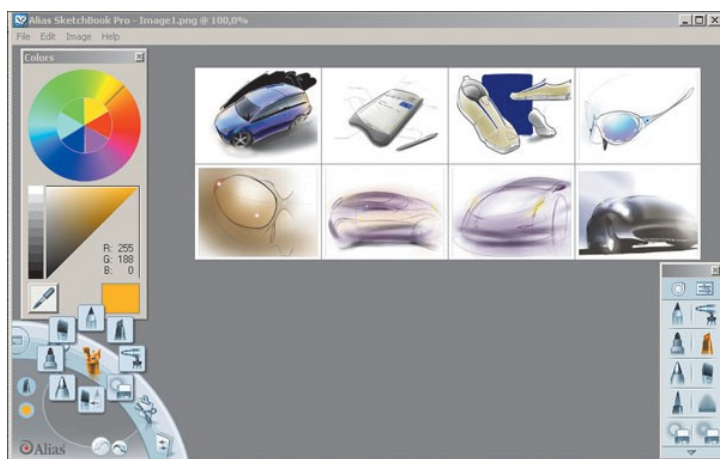 Alias SketchBook Pro - Image1.png @ 100,0%
File Edit Image Help
Colors
R: 255
G: 188
B: 0
Alias